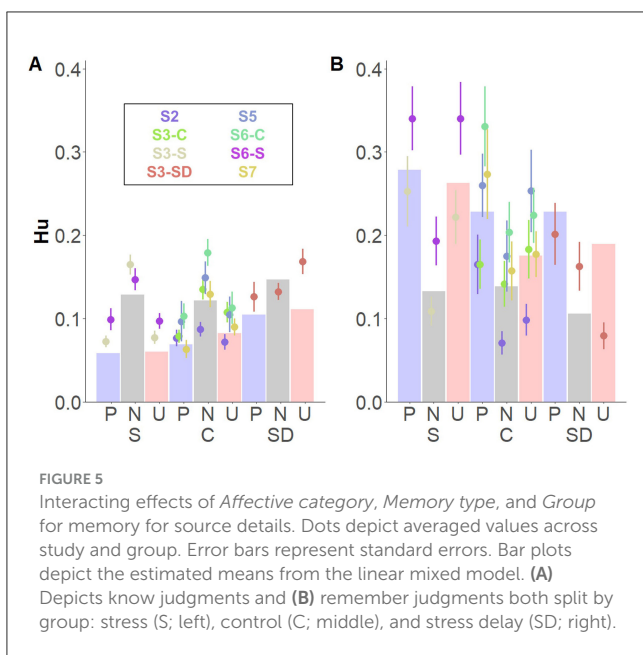 A
B
0.4
0.3
0.2
0.1
0.0
Hu
S2 S5
S3-C S6-C
S3-S S6-S
S3-SD S7
P N U P N U P N U
S C SD
0.4
0.3
0.2
0.1
0.0
P N U P N U P N U
S C SD
FIGURE 5
Interacting effects of Affective category, Memory type, and Group
for memory for source details. Dots depict averaged values across
study and group. Error bars represent standard errors. Bar plots
depict the estimated means from the linear mixed model. (A)
Depicts know judgments and (B) remember judgments both split by
group: stress (S; left), control (C; middle), and stress delay (SD; right).